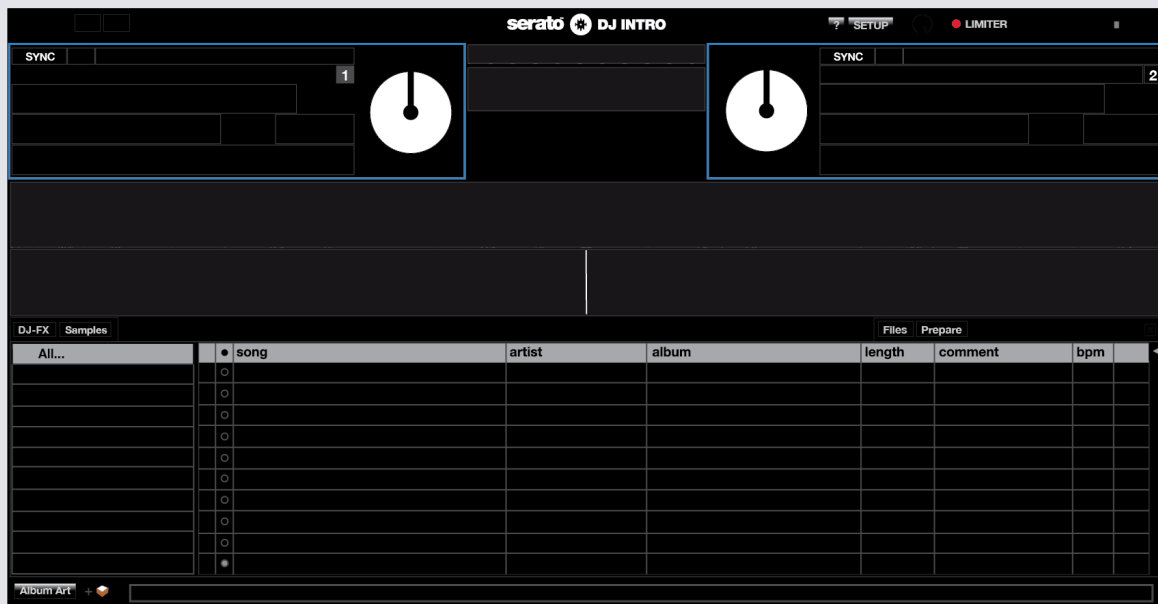 serato DJ INTRO ? SETUP LIMITER
SYNC SYNC
1 2
DJ-FX Samples Files Prepare
All... song artist album length comment bpm
Album Art +